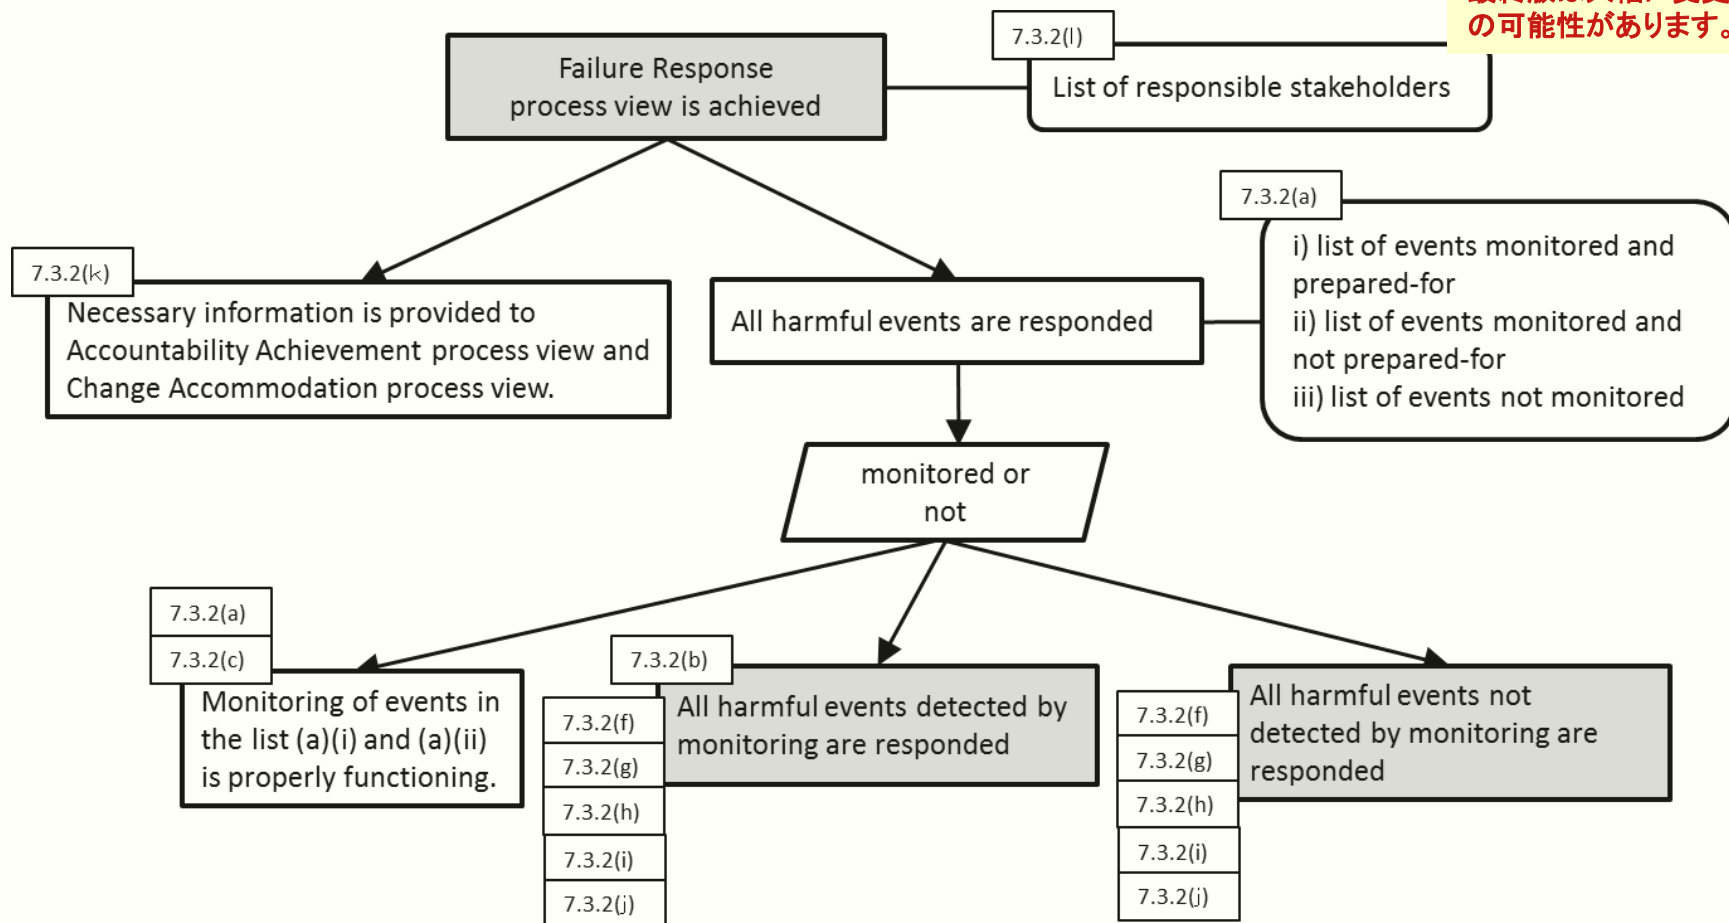 の可能性があります。
7.3.2(l)
Failure Response
process view is achieved
List of responsible stakeholders
7.3.2(a)
i) list of events monitored and
prepared-for
ii) list of events monitored and
not prepared-for
iii) list of events not monitored
7.3.2(k)
Necessary information is provided to
Accountability Achievement process view and
Change Accommodation process view.
All harmful events are responded
monitored or
not
7.3.2(a)
7.3.2(c)
Monitoring of events in
the list (a)(i) and (a)(ii)
is properly functioning.
7.3.2(b)
7.3.2(f)
7.3.2(g)
7.3.2(h)
7.3.2(i)
7.3.2(j)
All harmful events detected by
monitoring are responded
7.3.2(f)
7.3.2(g)
7.3.2(h)
7.3.2(i)
7.3.2(j)
All harmful events not
detected by monitoring are
responded